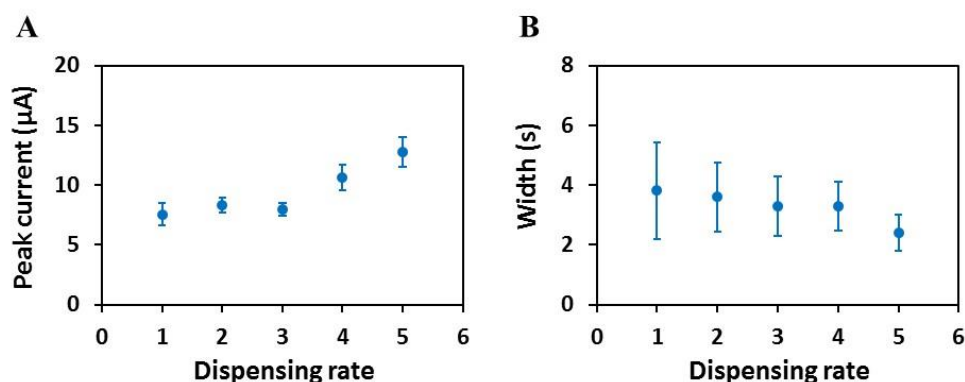 A
Peak current (µA)
20
15
10
5
0
0 1 2 3 4 5 6
Dispensing rate
B
Width (s)
8
6
4
2
0
0 1 2 3 4 5 6
Dispensing rate